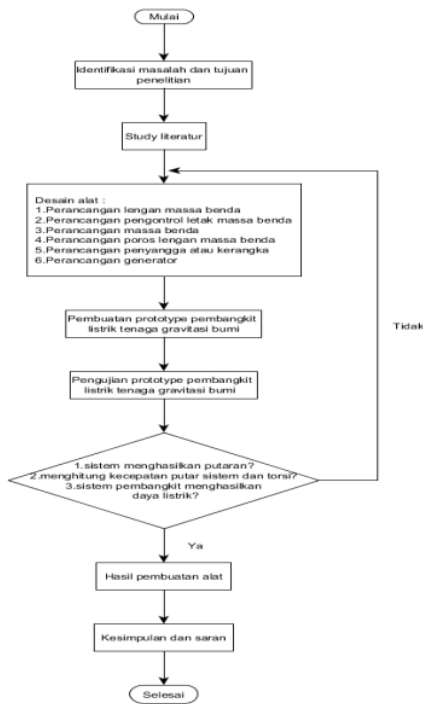 Mulai
Identifikasi masalah dan tujuan
penelitian
Study literatur
Desain alat :
1.Perancangan lengan massa benda
2.Perancangan pengontrol letak massa benda
3.Perancangan massa benda
4.Perancangan poros lengan massa benda
5.Perancangan penyangga atau kerangka
6.Perancangan generator
Pembuatan prototype pembangkit
listrik tenaga gravitasi bumi
Tidak
Pengujian prototype pembangkit
listrik tenaga gravitasi bumi
1.sistem menghasilkan putaran?
2.menghitung kecepatan putar sistem dan torsi?
3.sistem pembangkit menghasilkan
daya listrik?
Ya
Hasil pembuatan alat
Kesimpulan dan saran
Selesai